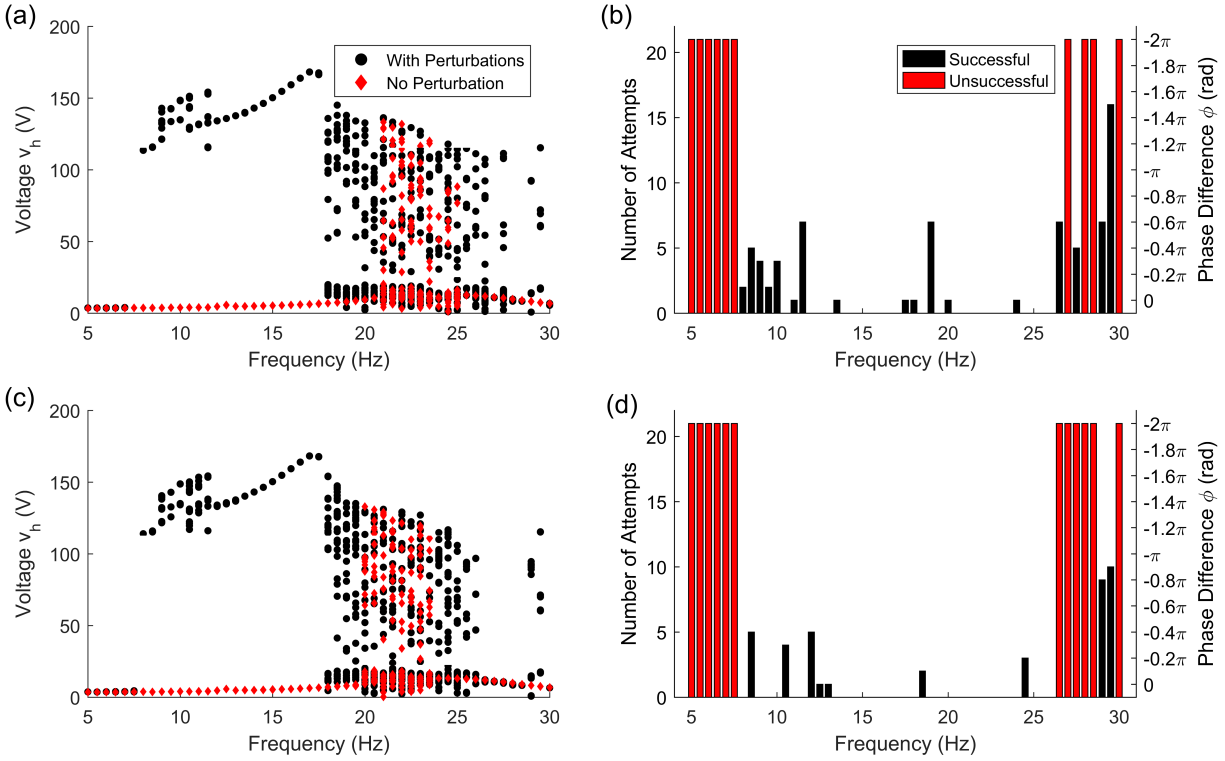 (a)
200
150
100
50
0
Voltage v_h (V)
5 10 15 20 25 30
Frequency (Hz)
With Perturbations
No Perturbation
(b)
20
15
10
5
0
Number of Attempts
5 10 15 20 25 30
Frequency (Hz)
Successful
Unsuccessful
-2π
-1.8π
-1.6π
-1.4π
-1.2π
-π
-0.8π
-0.6π
-0.4π
-0.2π
0
Phase Difference ϕ (rad)
(c)
200
150
100
50
0
Voltage v_h (V)
5 10 15 20 25 30
Frequency (Hz)
(d)
20
15
10
5
0
Number of Attempts
5 10 15 20 25 30
Frequency (Hz)
-2π
-1.8π
-1.6π
-1.4π
-1.2π
-π
-0.8π
-0.6π
-0.4π
-0.2π
0
Phase Difference ϕ (rad)